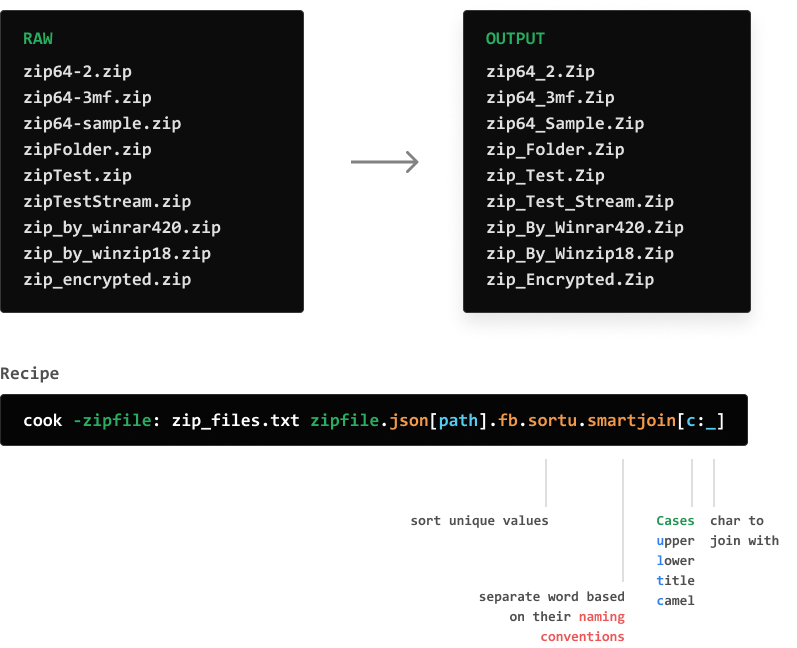 RAW
zip64-2.zip
zip64-3mf.zip
zip64-sample.zip
zipFolder.zip
zipTest.zip
zipTestStream.zip
zip_by_winrar420.zip
zip_by_winzip18.zip
zip_encrypted.zip
OUTPUT
zip64_2.Zip
zip64_3mf.Zip
zip64_Sample.Zip
zip_Folder.Zip
zip_Test.Zip
zip_Test_Stream.Zip
zip_By_Winrar420.Zip
zip_By_Winzip18.Zip
zip_Encrypted.Zip
Recipe
cook -zipfile: zip_files.txt zipfile.json[path].fb.sortu.smartjoin[c:_]
sort unique values
separate word based
on their naming
conventions
Cases
upper
lower
title
camel
char to
join with